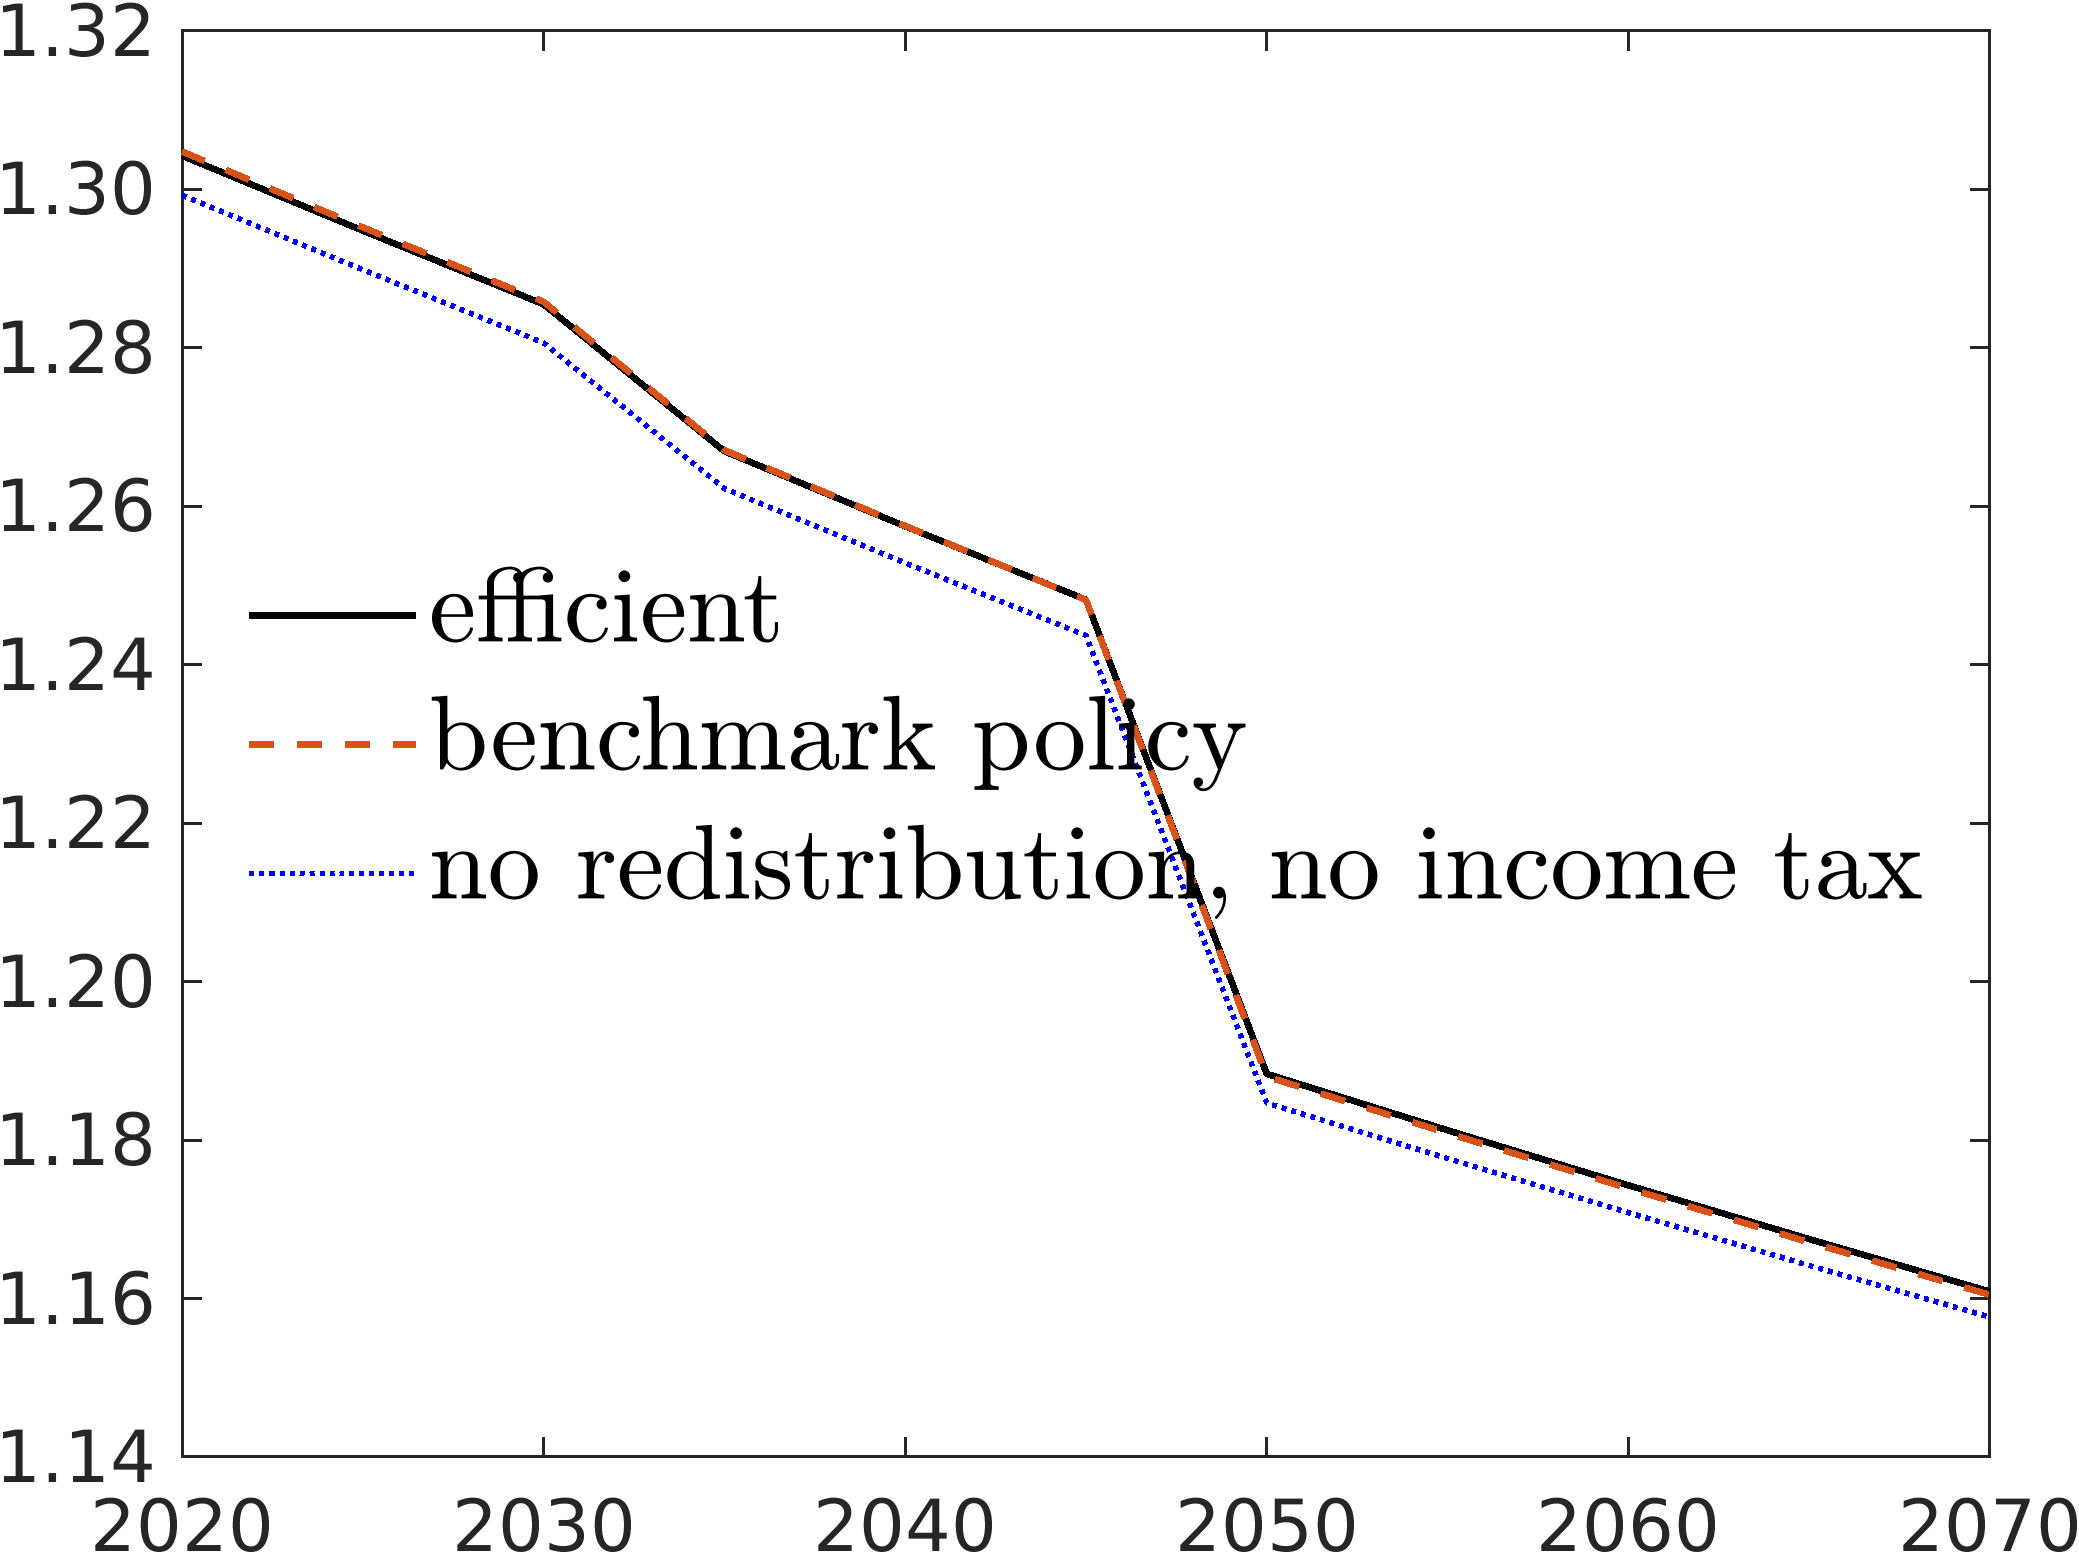 1.32
1.30
1.28
1.26
1.24
1.22
1.20
1.18
1.16
1.14
efficient
benchmark policy
no redistribution, no income tax
2020 2030 2040 2050 2060 2070